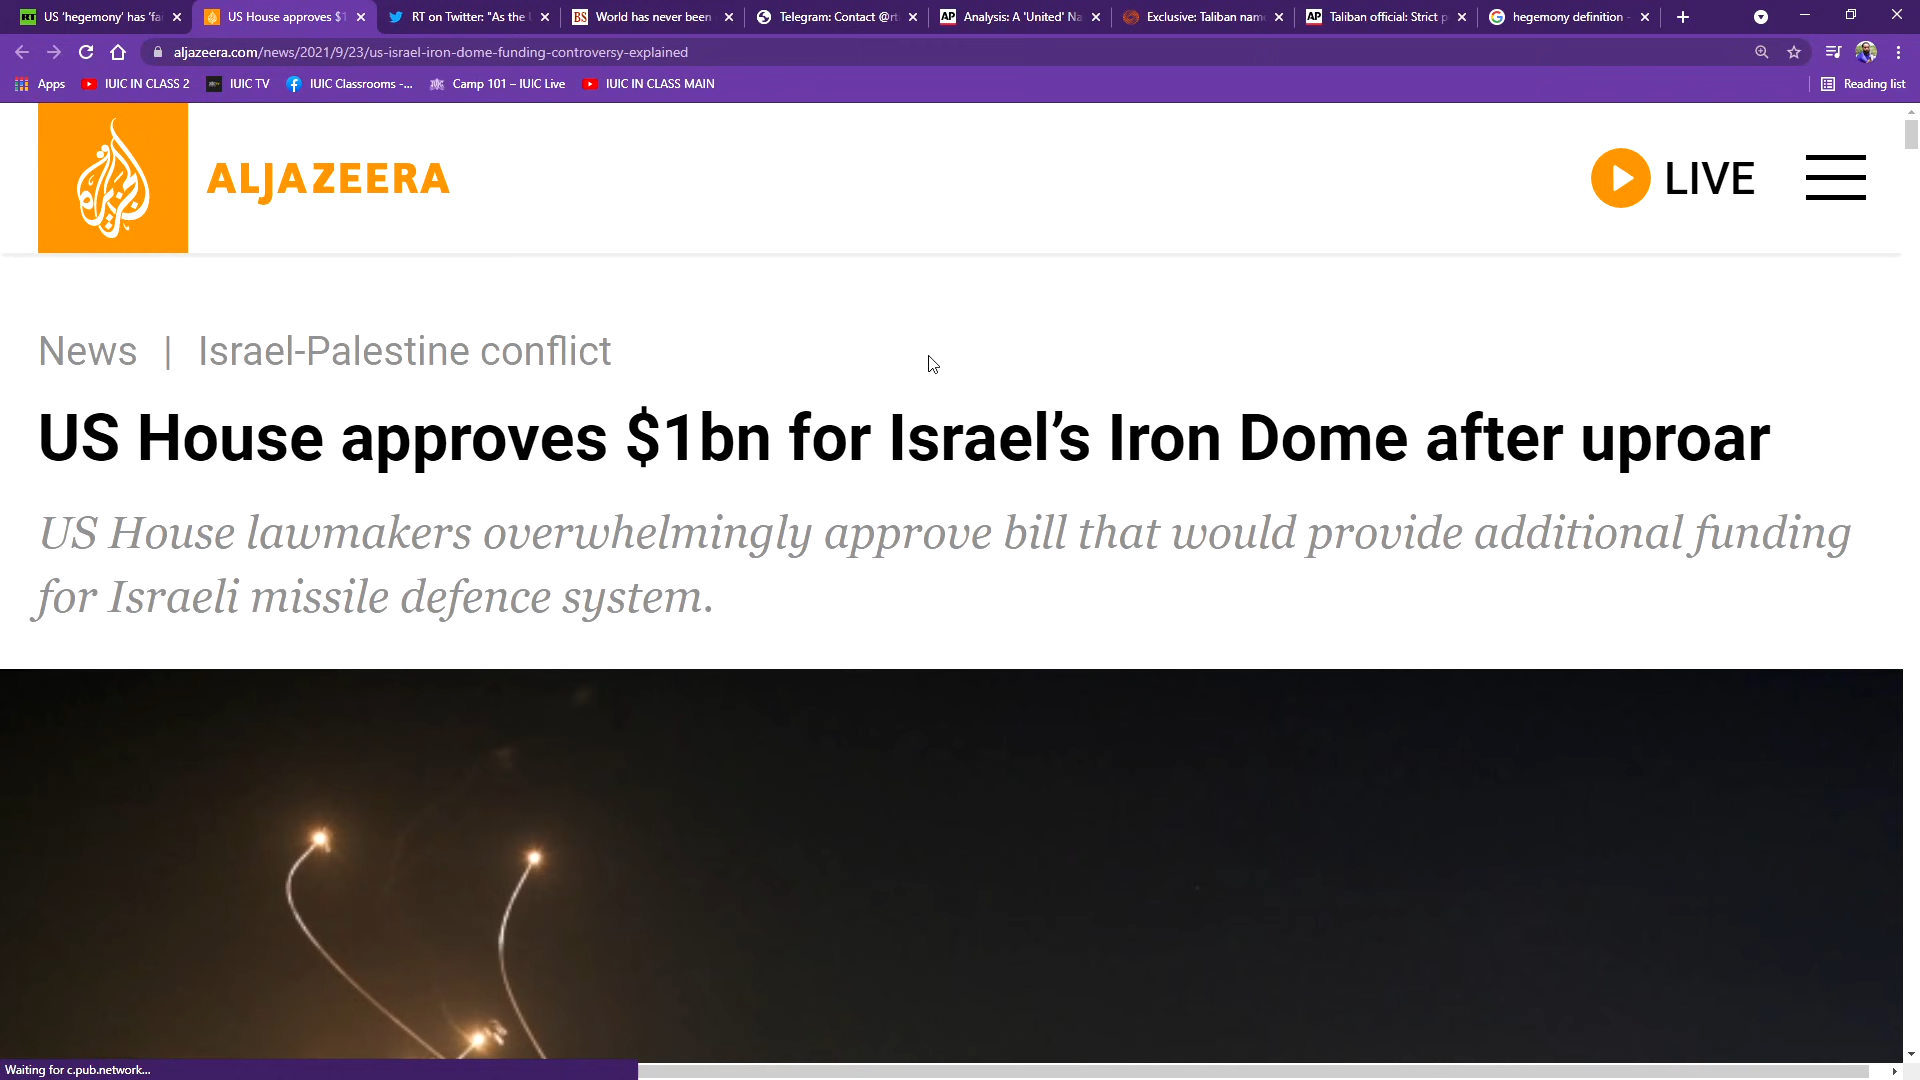 US 'hegemony' has 'fa
US House approves $1
RT on Twitter: "As the
World has never been
Telegram: Contact @rt
Analysis: A 'United' Na
Exclusive: Taliban nam
Taliban official: Strict p
hegemony definition -
aljazeera.com/news/2021/9/23/us-israel-iron-dome-funding-controversy-explained
Apps IUIC IN CLASS 2 IUIC TV IUIC Classrooms -... Camp 101 – IUIC Live IUIC IN CLASS MAIN Reading list
ALJAZEERA
LIVE
News | Israel-Palestine conflict
US House approves $1bn for Israel's Iron Dome after uproar
US House lawmakers overwhelmingly approve bill that would provide additional funding
for Israeli missile defence system.
Waiting for c.pub.network...